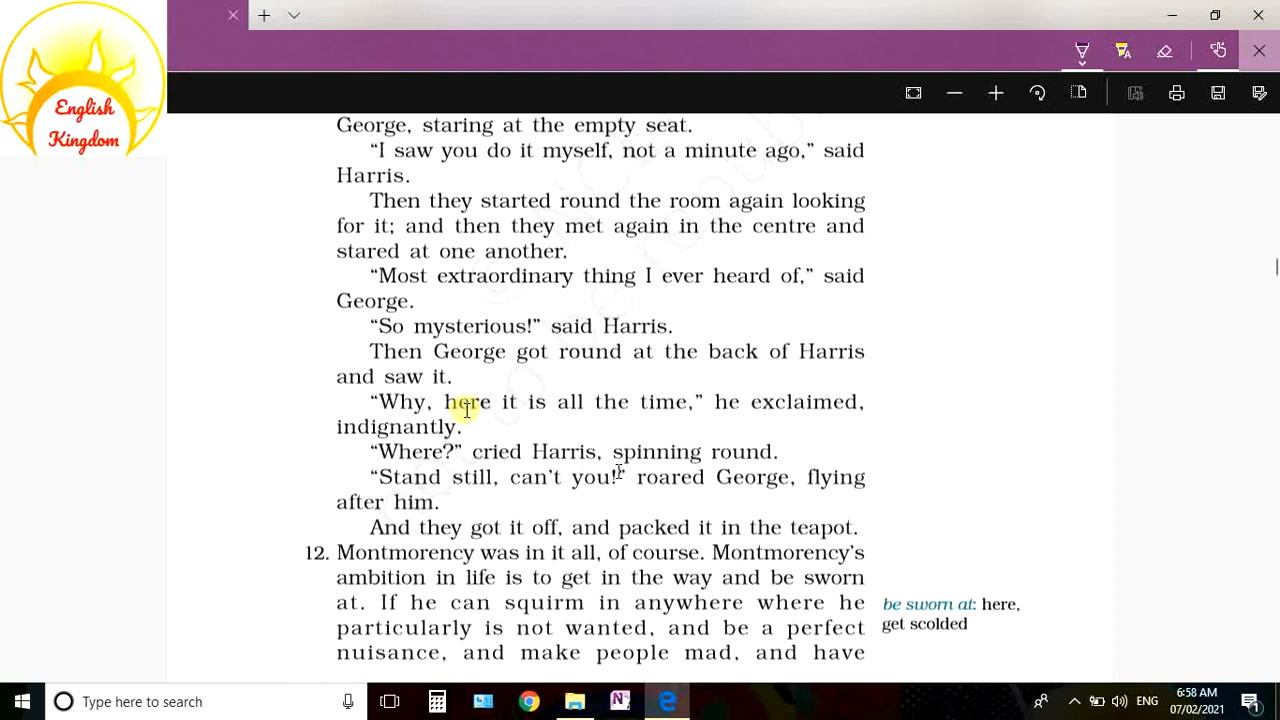 English
Kingdom
George, staring at the empty seat.
“I saw you do it myself, not a minute ago,” said
Harris.
Then they started round the room again looking
for it; and then they met again in the centre and
stared at one another.
“Most extraordinary thing I ever heard of,” said
George.
“So mysterious!” said Harris.
Then George got round at the back of Harris
and saw it.
“Why, here it is all the time,” he exclaimed,
indignantly.
“Where?” cried Harris, spinning round.
“Stand still, can’t you!” roared George, flying
after him.
And they got it off, and packed it in the teapot.
12. Montmorency was in it all, of course. Montmorency’s
ambition in life is to get in the way and be sworn
at. If he can squirm in anywhere where he
particularly is not wanted, and be a perfect
nuisance, and make people mad, and have
be sworn at: here,
get scolded
Type here to search
ENG
6:58 AM
07/02/2021